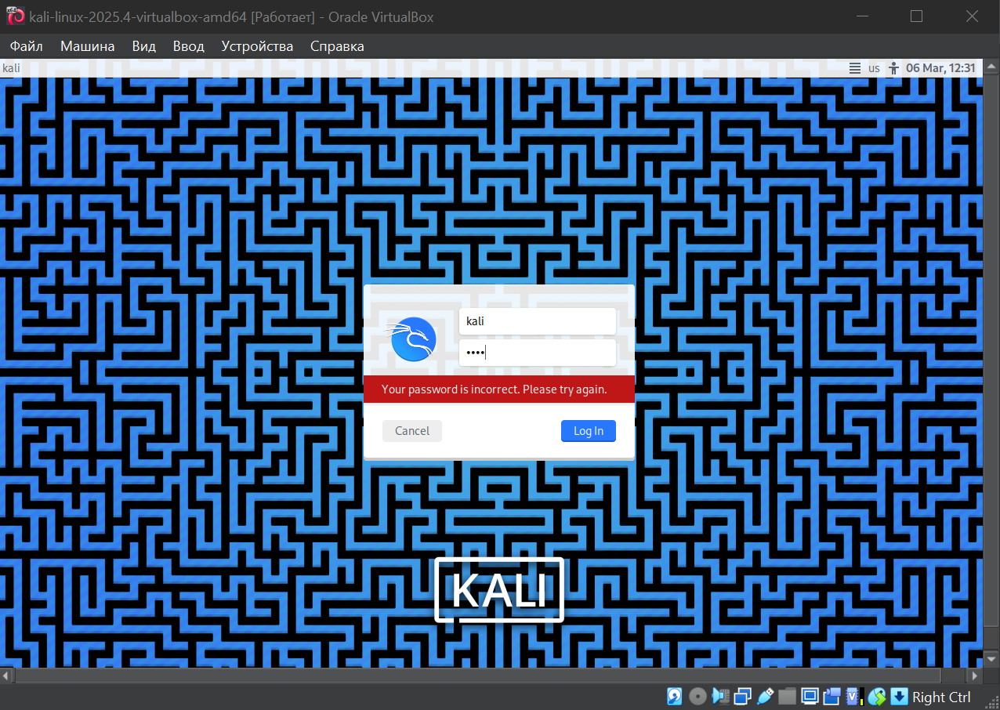 kali-linux-2025.4-virtualbox-amd64 [Работает] - Oracle VirtualBox
Файл Машина Вид Ввод Устройства Справка
kali us 06 Mar, 12:31
kali
••••
Your password is incorrect. Please try again.
Cancel Log In
KALI
Right Ctrl